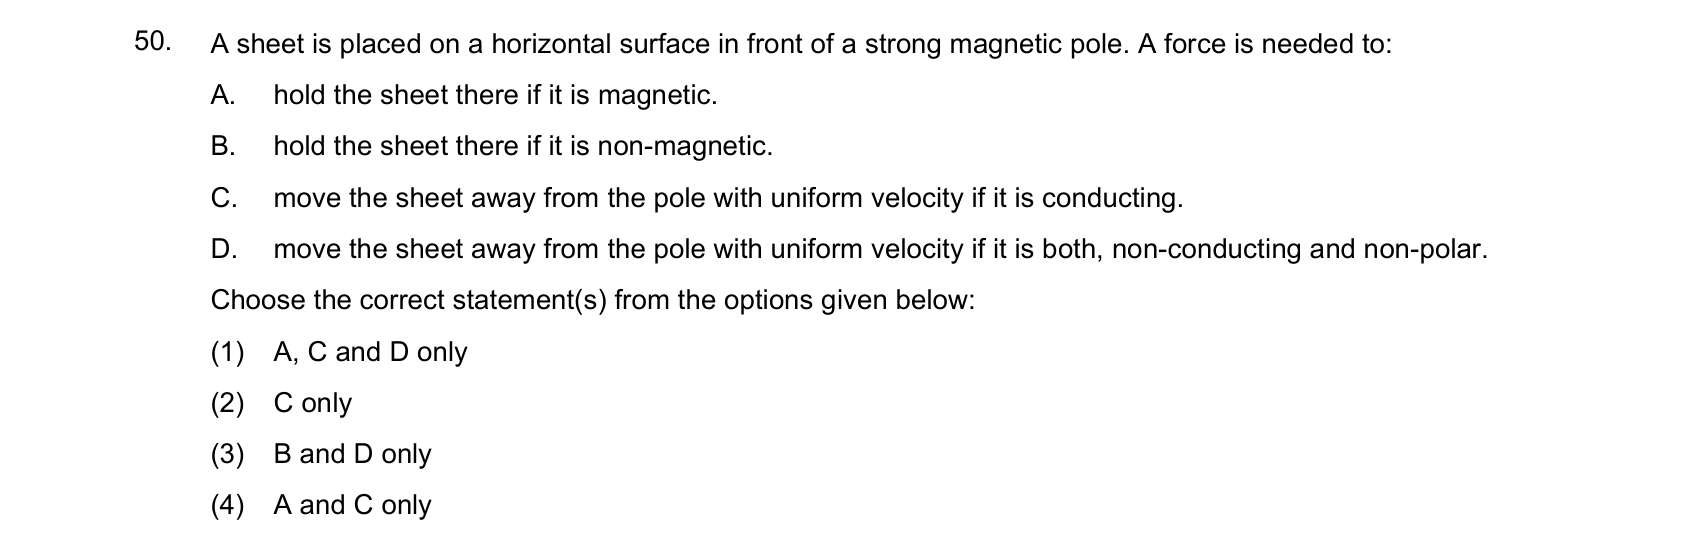 50. A sheet is placed on a horizontal surface in front of a strong magnetic pole. A force is needed to:
A. hold the sheet there if it is magnetic.
B. hold the sheet there if it is non-magnetic.
C. move the sheet away from the pole with uniform velocity if it is conducting.
D. move the sheet away from the pole with uniform velocity if it is both, non-conducting and non-polar.
Choose the correct statement(s) from the options given below:
(1) A, C and D only
(2) C only
(3) B and D only
(4) A and C only